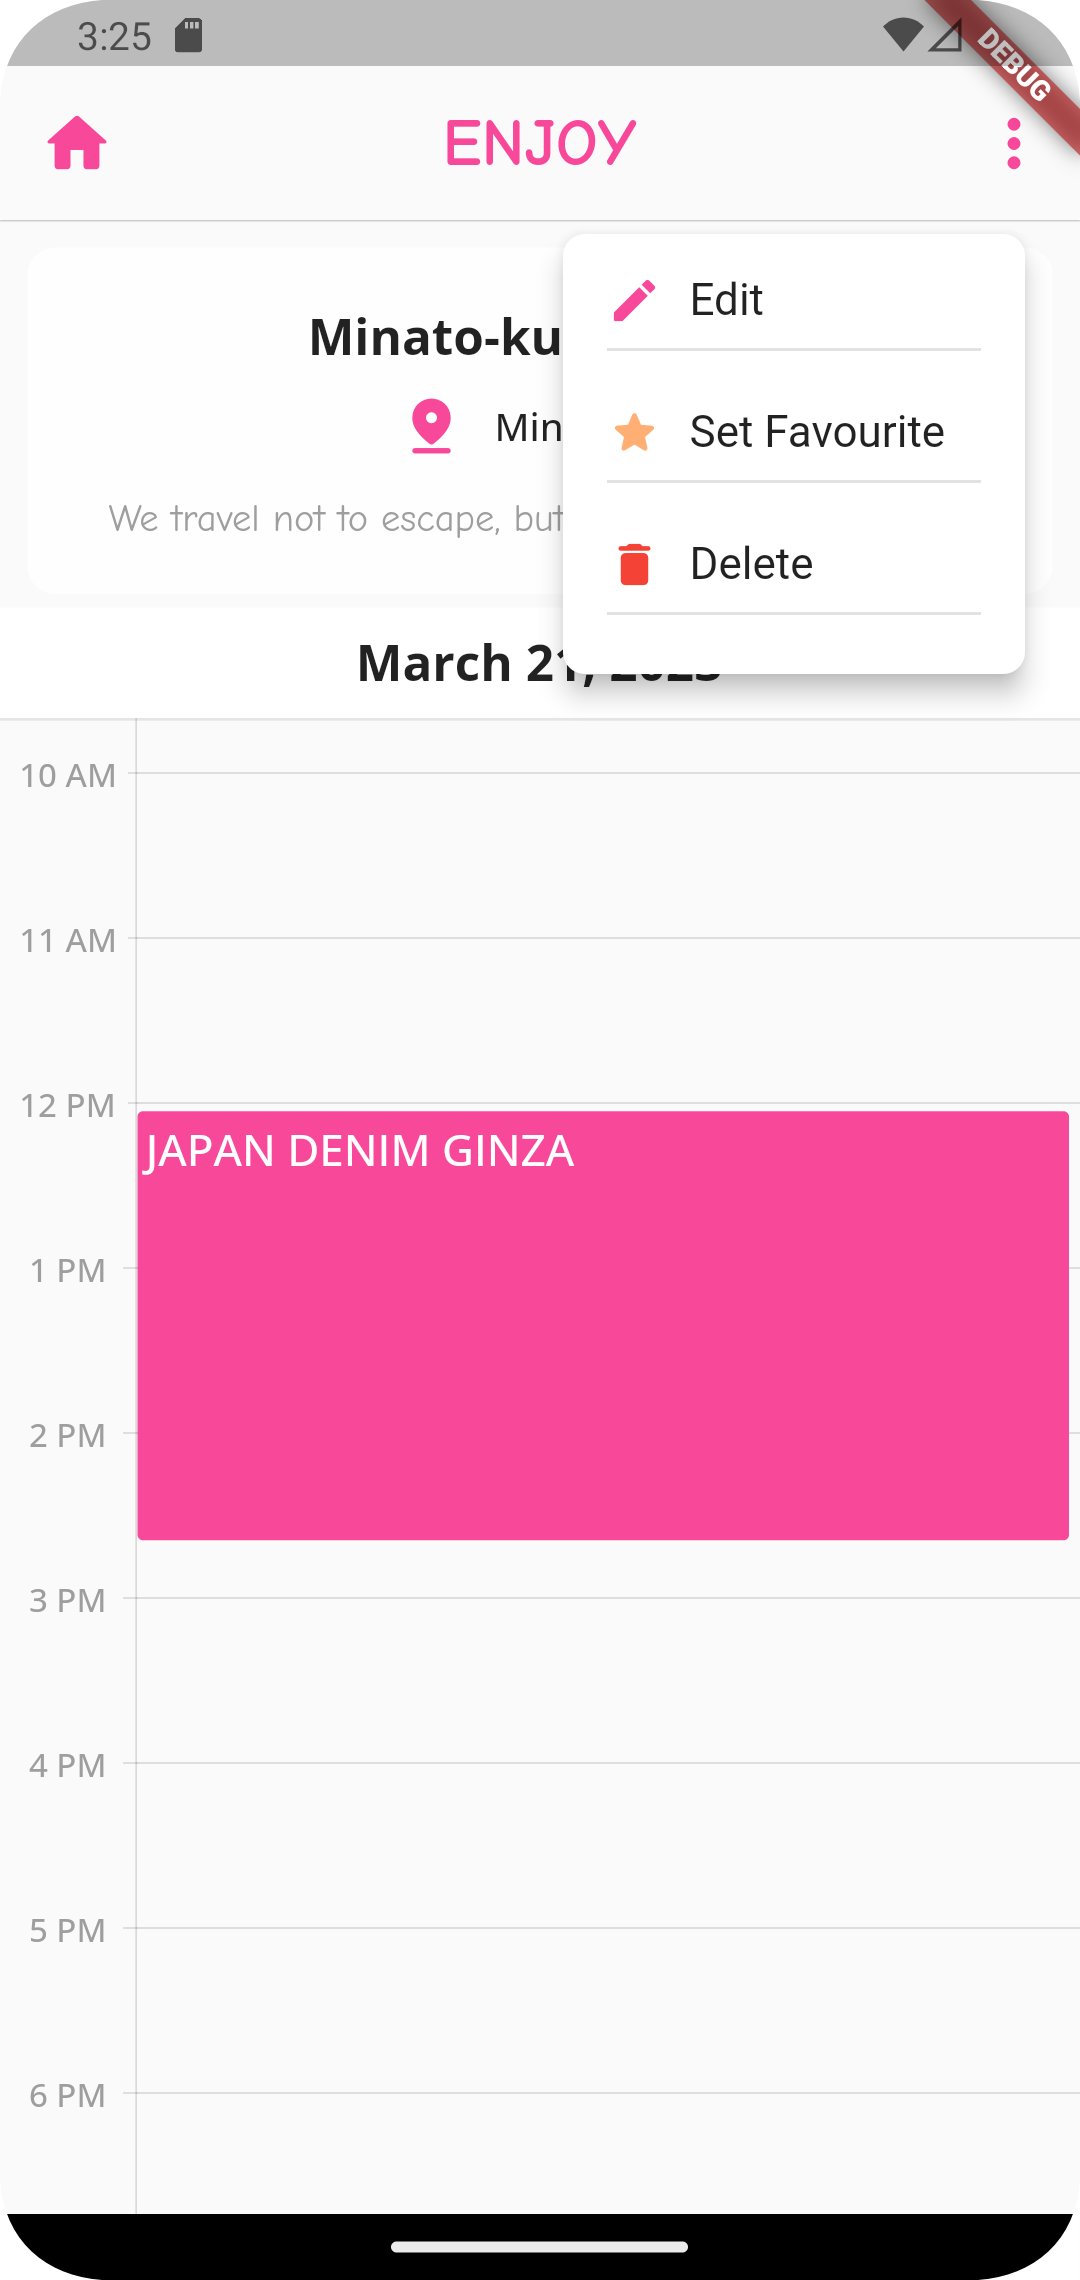 3:25
DEBUG
ENJOY
Edit
Minato-ku
Set Favourite
We travel not to escape, but
Delete
March 21, 2023
10 AM
11 AM
12 PM
JAPAN DENIM GINZA
1 PM
2 PM
3 PM
4 PM
5 PM
6 PM